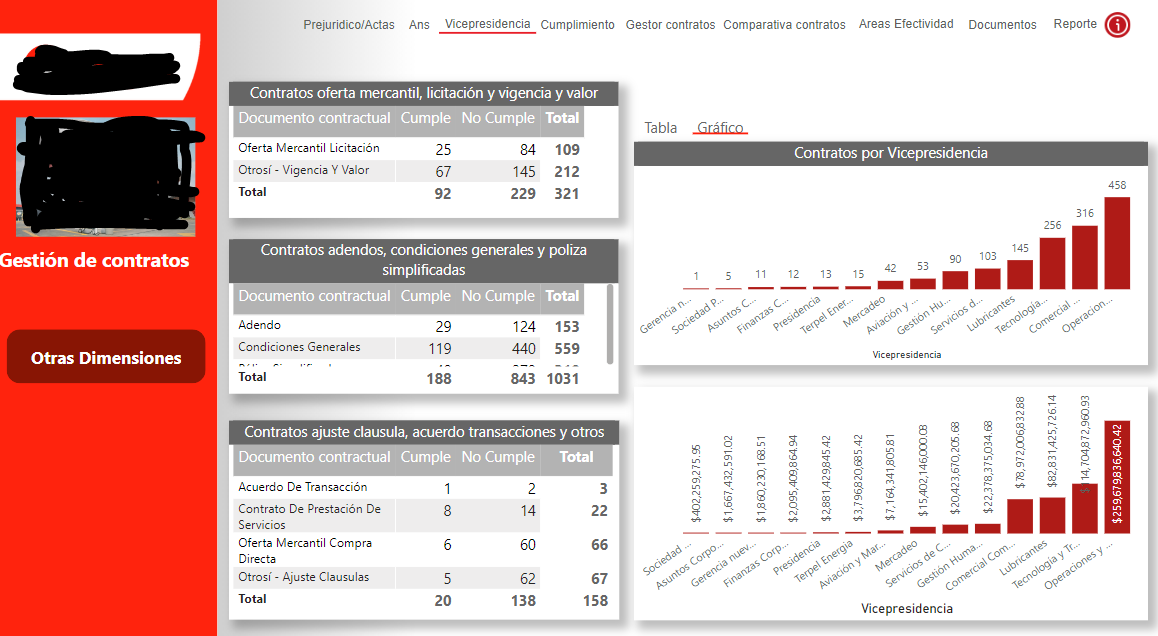 Prejuridico/Actas Ans Vicepresidencia Cumplimiento Gestor contratos Comparativa contratos Areas Efectividad Documentos Reporte
Gestión de contratos
Otras Dimensiones
Contratos oferta mercantil, licitación y vigencia y valor
Documento contractual Cumple No Cumple Total
Oferta Mercantil Licitación 25 84 109
Otrosí - Vigencia Y Valor 67 145 212
Total 92 229 321
Contratos adendos, condiciones generales y poliza
simplificadas
Documento contractual Cumple No Cumple Total
Adendo 29 124 153
Condiciones Generales 119 440 559
Total 188 843 1031
Contratos ajuste clausula, acuerdo transacciones y otros
Documento contractual Cumple No Cumple Total
Acuerdo De Transacción 1 2 3
Contrato De Prestación De
Servicios 8 14 22
Oferta Mercantil Compra
Directa 6 60 66
Otrosí - Ajuste Clausulas 5 62 67
Total 20 138 158
Tabla Gráfico
Contratos por Vicepresidencia
1 5 11 12 13 15 42 53 90 103 145 256 316 458
Gerencia n... Sociedad P... Asuntos C... Finanzas C... Presidencia Terpel Ener... Mercadeo Aviación y ... Gestión Hu... Servicios d... Lubricantes Tecnología... Comercial ... Operacion...
Vicepresidencia
$402,259,275.95 $1,667,432,591.02 $1,860,230,168.51 $2,095,409,864.94 $2,881,429,845.42 $3,796,820,685.42 $7,164,341,805.81 $15,402,146,000.08 $20,423,670,205.68 $22,378,375,034.68 $78,972,006,832.88 $82,831,425,726.14 $114,704,872,960.93 $259,679,836,640.42
Sociedad ... Asuntos Corpo... Gerencia nuev... Finanzas Corp... Presidencia Terpel Energía Aviación y Mar... Mercadeo Servicios de C... Gestión Huma... Comercial Com... Lubricantes Tecnología y Tr... Operaciones y ...
Vicepresidencia